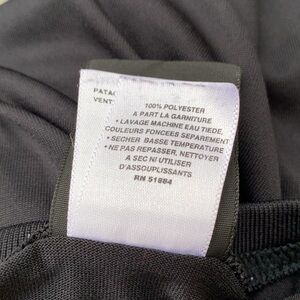 PATA
VENT
100% POLYESTER
A PART LA GARNITURE
• LAVAGE MACHINE EAU TIEDE,
COULEURS FONCEES SEPAREMENT
• SECHER BASSE TEMPERATURE
• NE PAS REPASSER, NETTOYER
A SEC NI UTILISER
D'ASSOUPLISSANTS
RN 51884